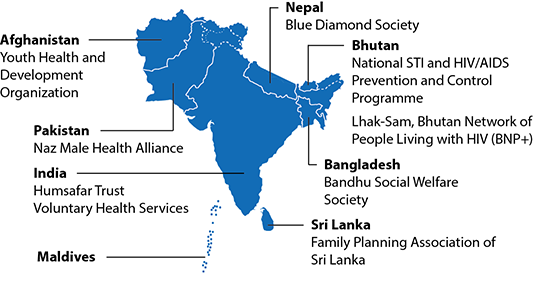 Afghanistan
Youth Health and
Development
Organization
Pakistan
Naz Male Health Alliance
India
Humsafar Trust
Voluntary Health Services
Maldives
Nepal
Blue Diamond Society
Bhutan
National STI and HIV/AIDS
Prevention and Control
Programme
Lhak-Sam, Bhutan Network of
People Living with HIV (BNP+)
Bangladesh
Bandhu Social Welfare
Society
Sri Lanka
Family Planning Association of
Sri Lanka